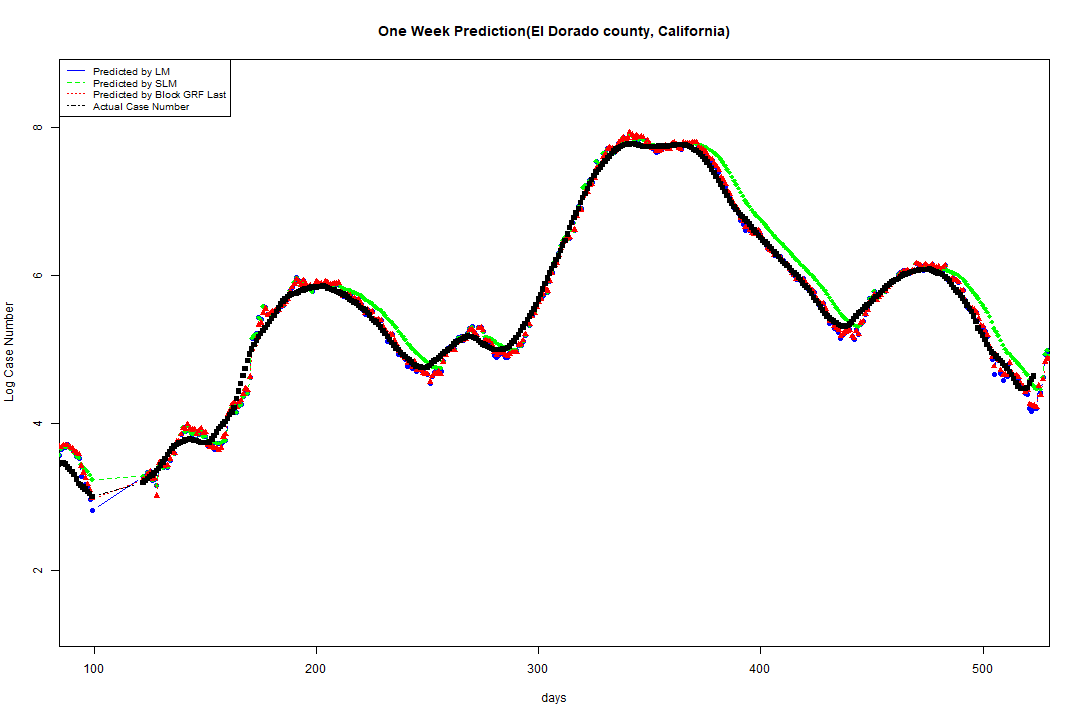 One Week Prediction(El Dorado county, California)
Predicted by LM
Predicted by SLM
Predicted by Block GRF Last
Actual Case Number
8
6
4
2
Log Case Number
100 200 300 400 500
days